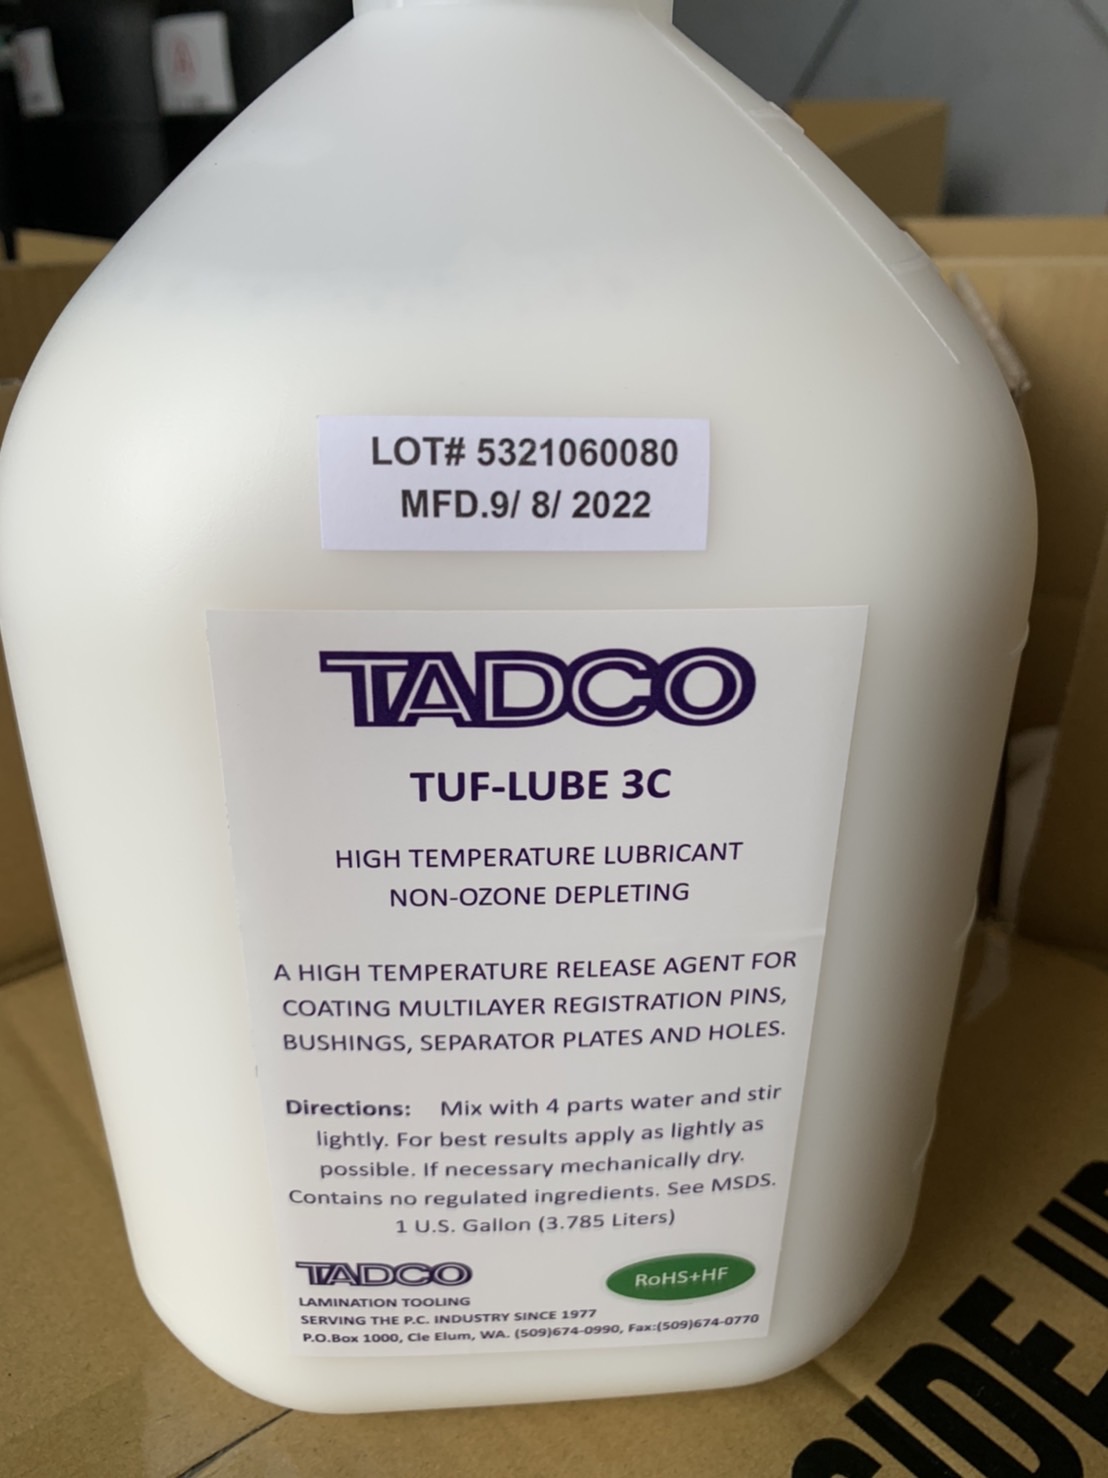 LOT# 5321060080
MFD.9/ 8/ 2022
TADCO
TUF-LUBE 3C
HIGH TEMPERATURE LUBRICANT
NON-OZONE DEPLETING
A HIGH TEMPERATURE RELEASE AGENT FOR
COATING MULTILAYER REGISTRATION PINS,
BUSHINGS, SEPARATOR PLATES AND HOLES.
Directions: Mix with 4 parts water and stir
lightly. For best results apply as lightly as
possible. If necessary mechanically dry.
Contains no regulated ingredients. See MSDS.
1 U.S. Gallon (3.785 Liters)
TADCO
RoHS+HF
LAMINATION TOOLING
SERVING THE P.C. INDUSTRY SINCE 1977
P.O.Box 1000, Cle Elum, WA. (509)674-0990, Fax:(509)674-0770
SIDE UP